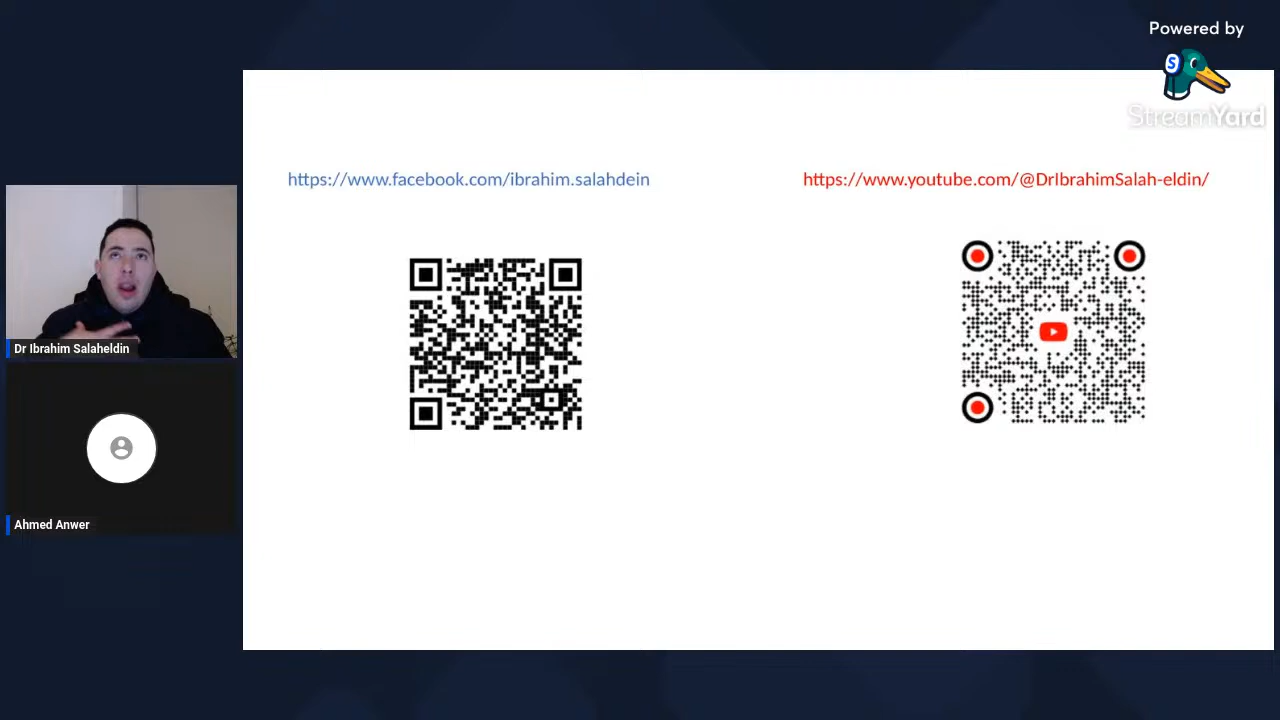 Powered by
StreamYard
https://www.facebook.com/ibrahim.salahdein
https://www.youtube.com/@DrIbrahimSalah-eldin/
Dr Ibrahim Salaheldin
Ahmed Anwer